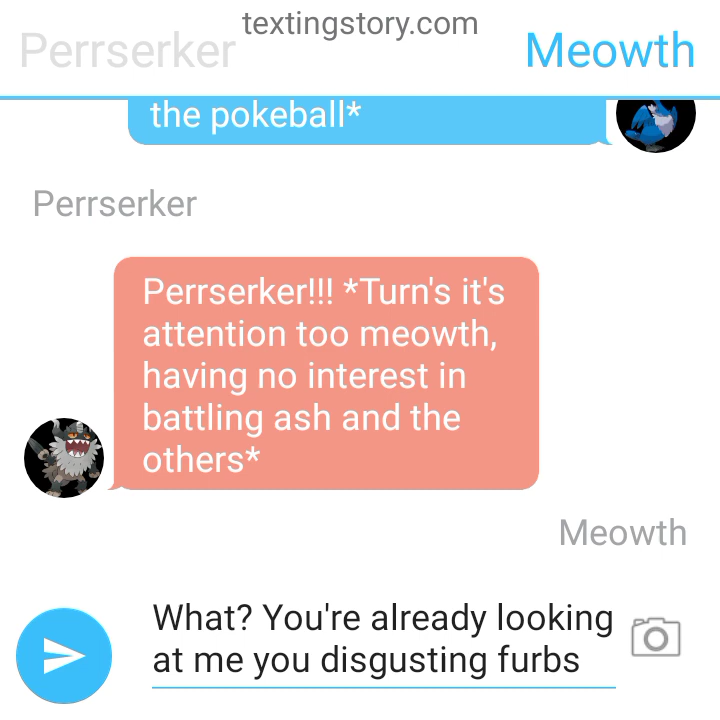 textingstory.com
Perrserker
Meowth
the pokeball*
Perrserker
Perrserker!!! *Turn's it's
attention too meowth,
having no interest in
battling ash and the
others*
Meowth
What? You're already looking
at me you disgusting furbs